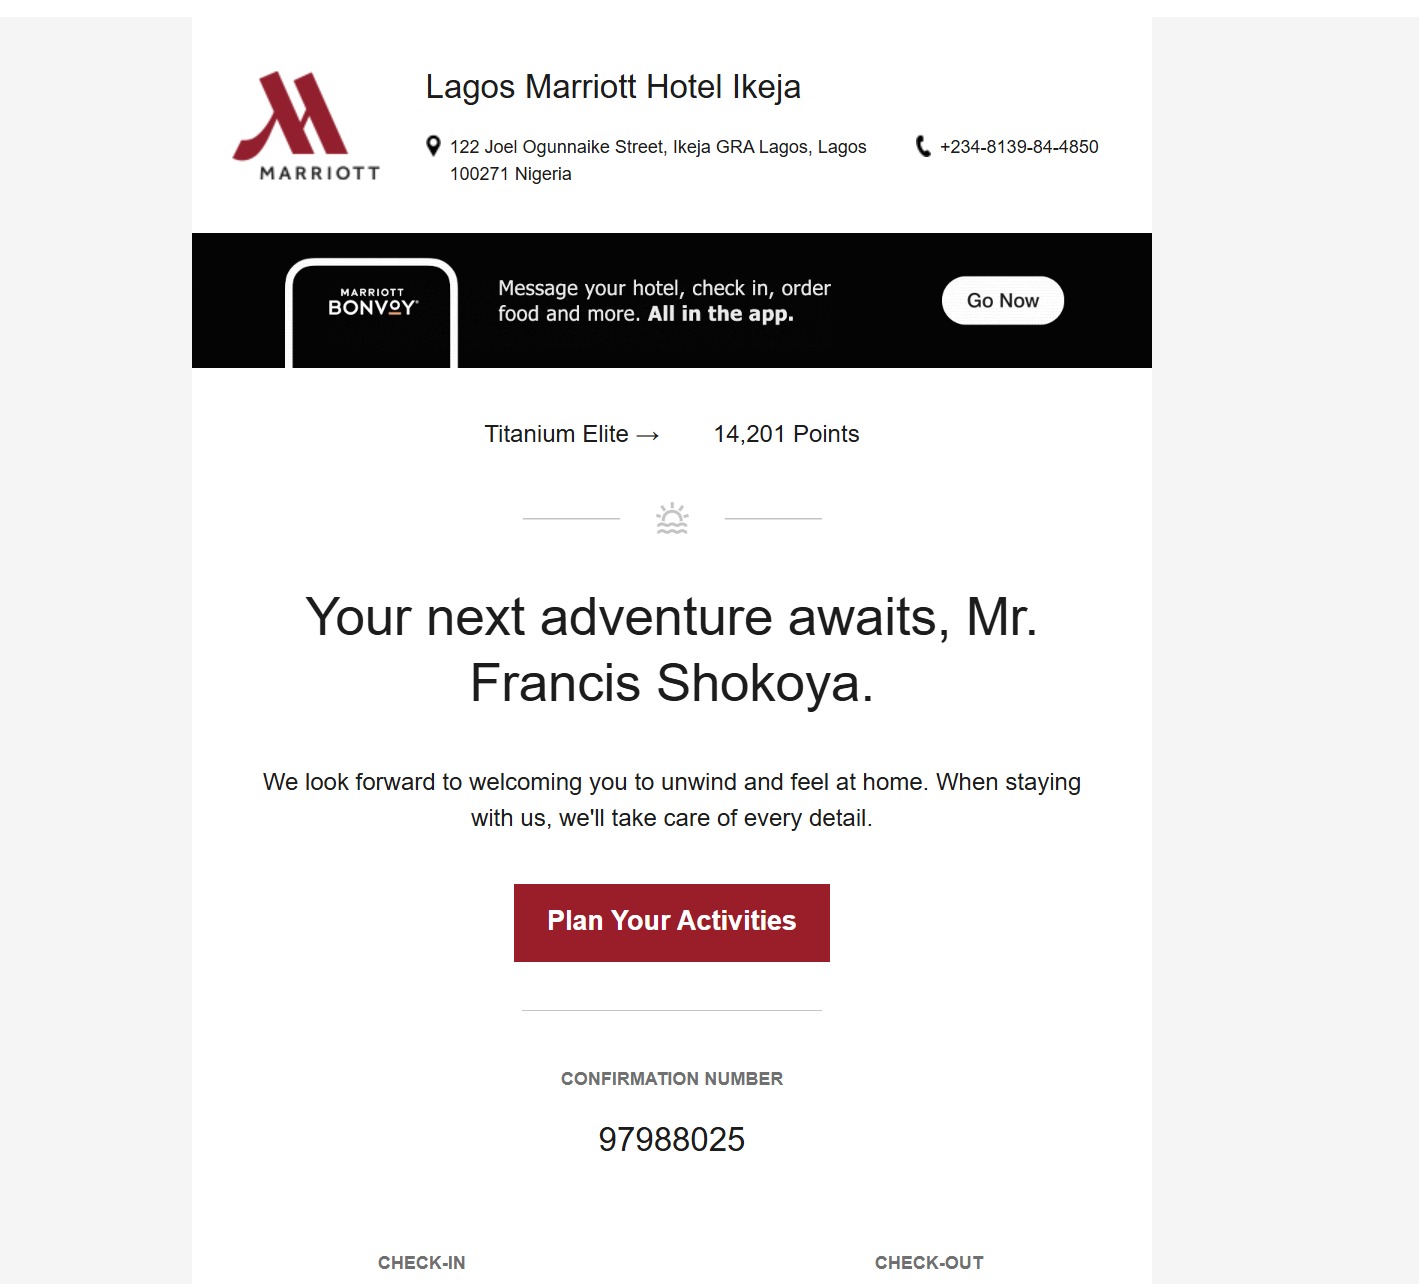 MARRIOTT
Lagos Marriott Hotel Ikeja
122 Joel Ogunnaike Street, Ikeja GRA Lagos, Lagos
100271 Nigeria
+234-8139-84-4850
MARRIOTT
BONVOY
Message your hotel, check in, order
food and more. All in the app.
Go Now
Titanium Elite →
14,201 Points
Your next adventure awaits, Mr.
Francis Shokoya.
We look forward to welcoming you to unwind and feel at home. When staying
with us, we'll take care of every detail.
Plan Your Activities
CONFIRMATION NUMBER
97988025
CHECK-IN
CHECK-OUT